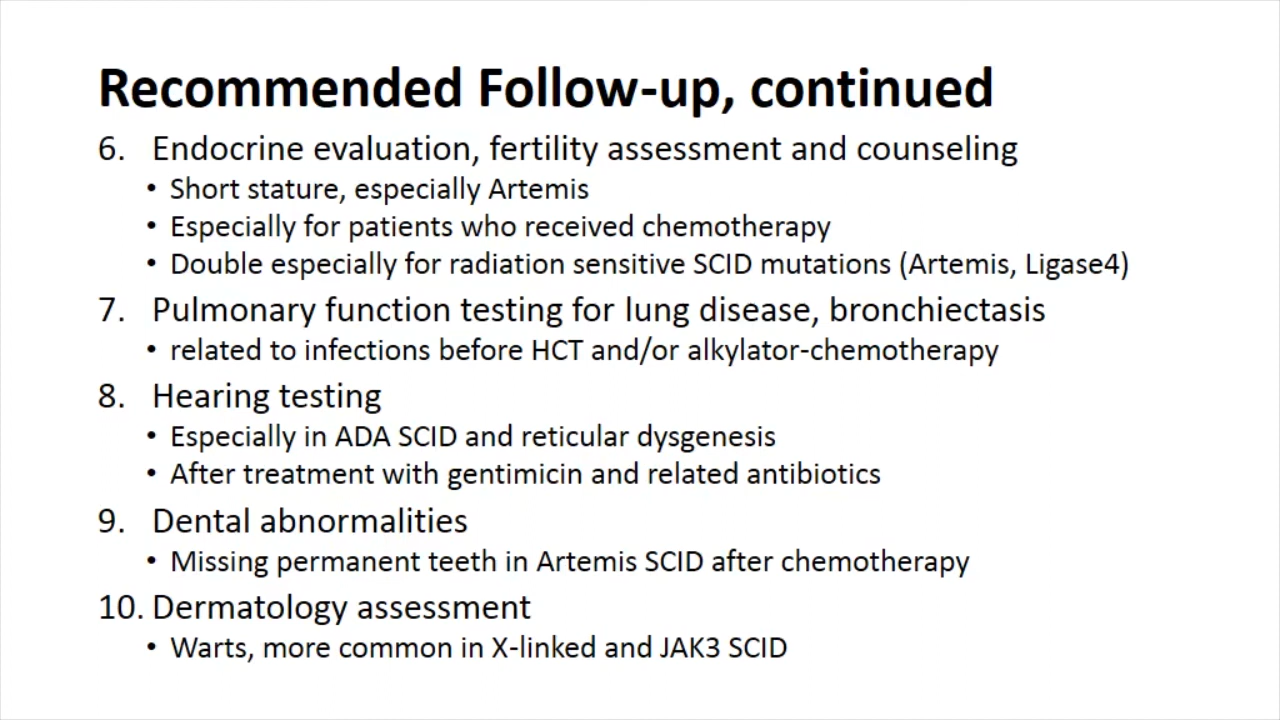 Recommended Follow-up, continued
6. Endocrine evaluation, fertility assessment and counseling
• Short stature, especially Artemis
• Especially for patients who received chemotherapy
• Double especially for radiation sensitive SCID mutations (Artemis, Ligase4)
7. Pulmonary function testing for lung disease, bronchiectasis
• related to infections before HCT and/or alkylator-chemotherapy
8. Hearing testing
• Especially in ADA SCID and reticular dysgenesis
• After treatment with gentimicin and related antibiotics
9. Dental abnormalities
• Missing permanent teeth in Artemis SCID after chemotherapy
10. Dermatology assessment
• Warts, more common in X-linked and JAK3 SCID